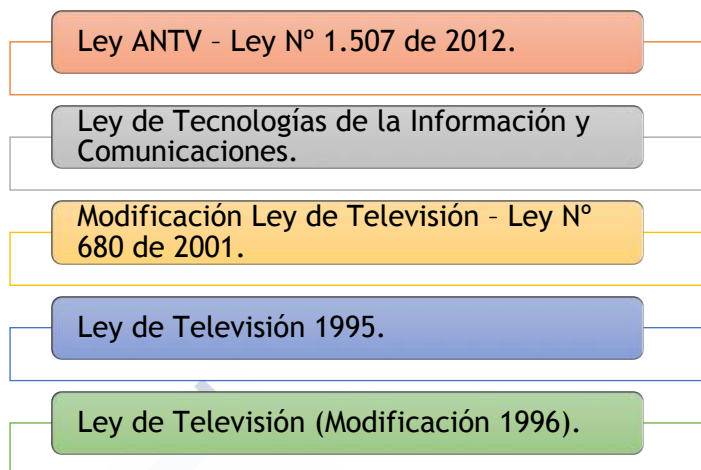 Ley ANTV – Ley Nº 1.507 de 2012.
Ley de Tecnologías de la Información y
Comunicaciones.
Modificación Ley de Televisión – Ley Nº
680 de 2001.
Ley de Televisión 1995.
Ley de Televisión (Modificación 1996).